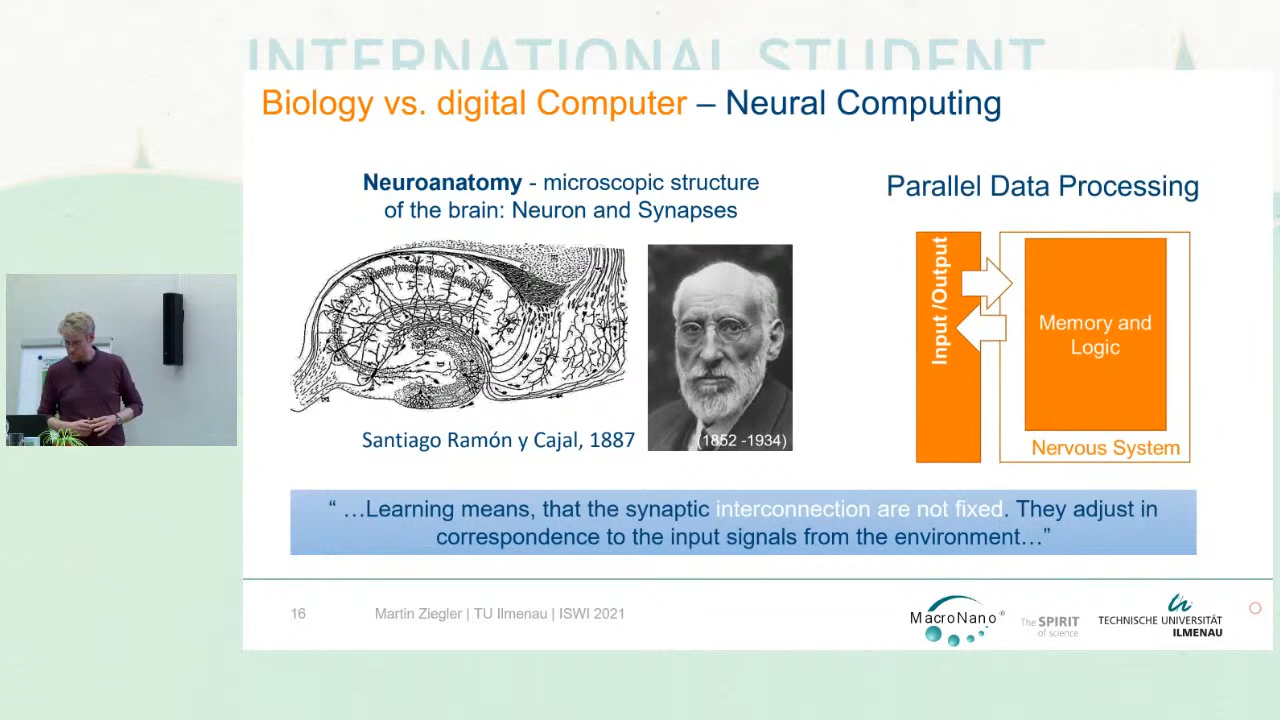 INTERNATIONAL STUDENT
Biology vs. digital Computer – Neural Computing
Neuroanatomy - microscopic structure
of the brain: Neuron and Synapses
Santiago Ramón y Cajal, 1887
(1852 -1934)
Parallel Data Processing
Input /Output
Memory and
Logic
Nervous System
“ …Learning means, that the synaptic interconnection are not fixed. They adjust in
correspondence to the input signals from the environment…”
16
Martin Ziegler | TU Ilmenau | ISWI 2021
MacroNano®
The SPIRIT
of science
TECHNISCHE UNIVERSITÄT
ILMENAU